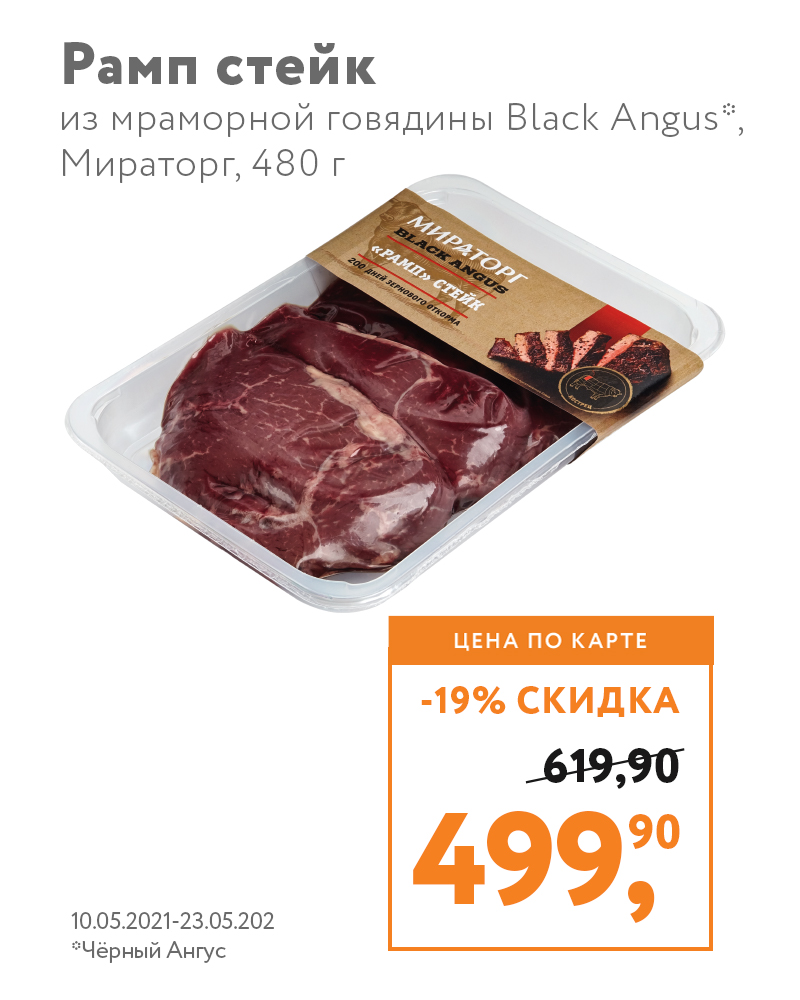 Рамп стейк
из мраморной говядины Black Angus*,
Мираторг, 480 г
МИРАТОРГ
BLACK ANGUS
«РАМП» СТЕЙК
200 ДНЕЙ ЗЕРНОВОГО ОТКОРМА
КОСТРЕЦ
ЦЕНА ПО КАРТЕ
-19% СКИДКА
619,90
499,90
10.05.2021-23.05.202
*Чёрный Ангус